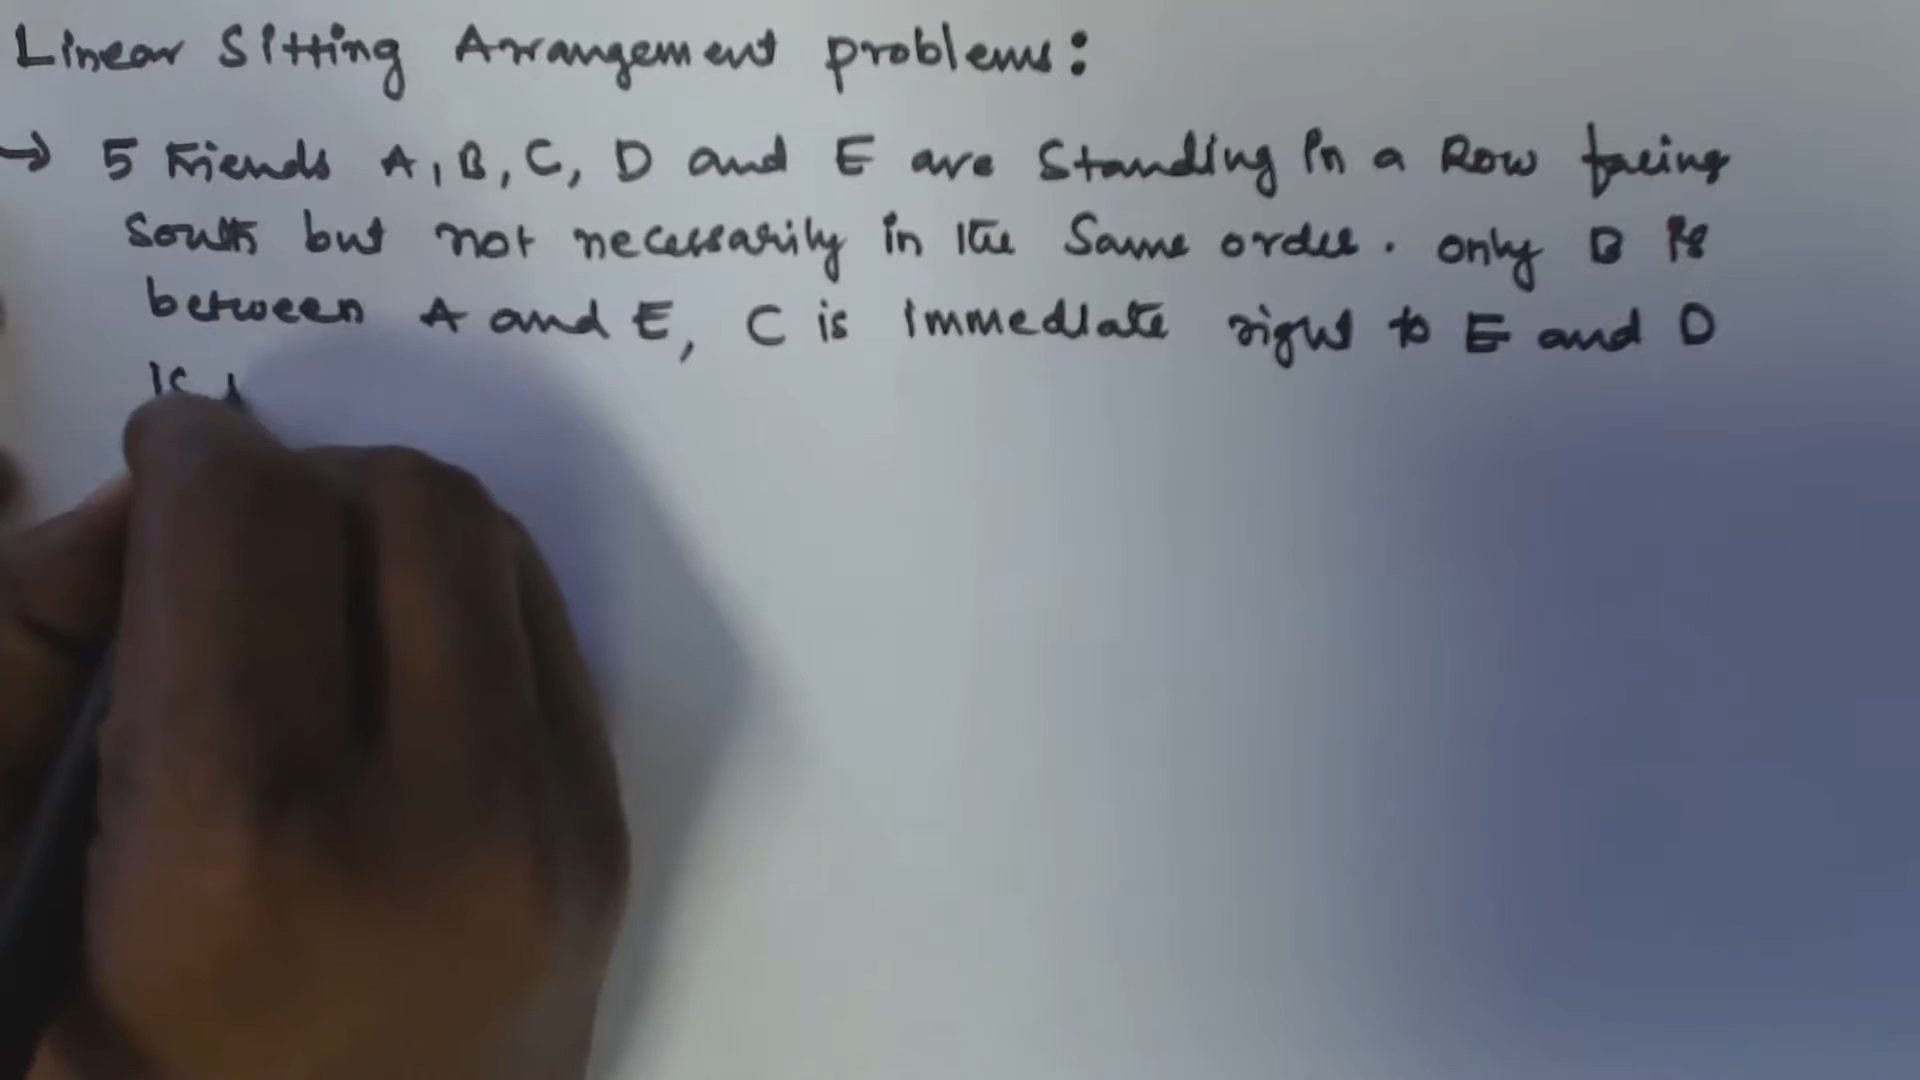 Linear Sitting Arrangement problems:
→ 5 Friends A, B, C, D and E are Standing in a Row facing
South but not necessarily in the Same order. only B is
between A and E, C is immediate right to E and D
is